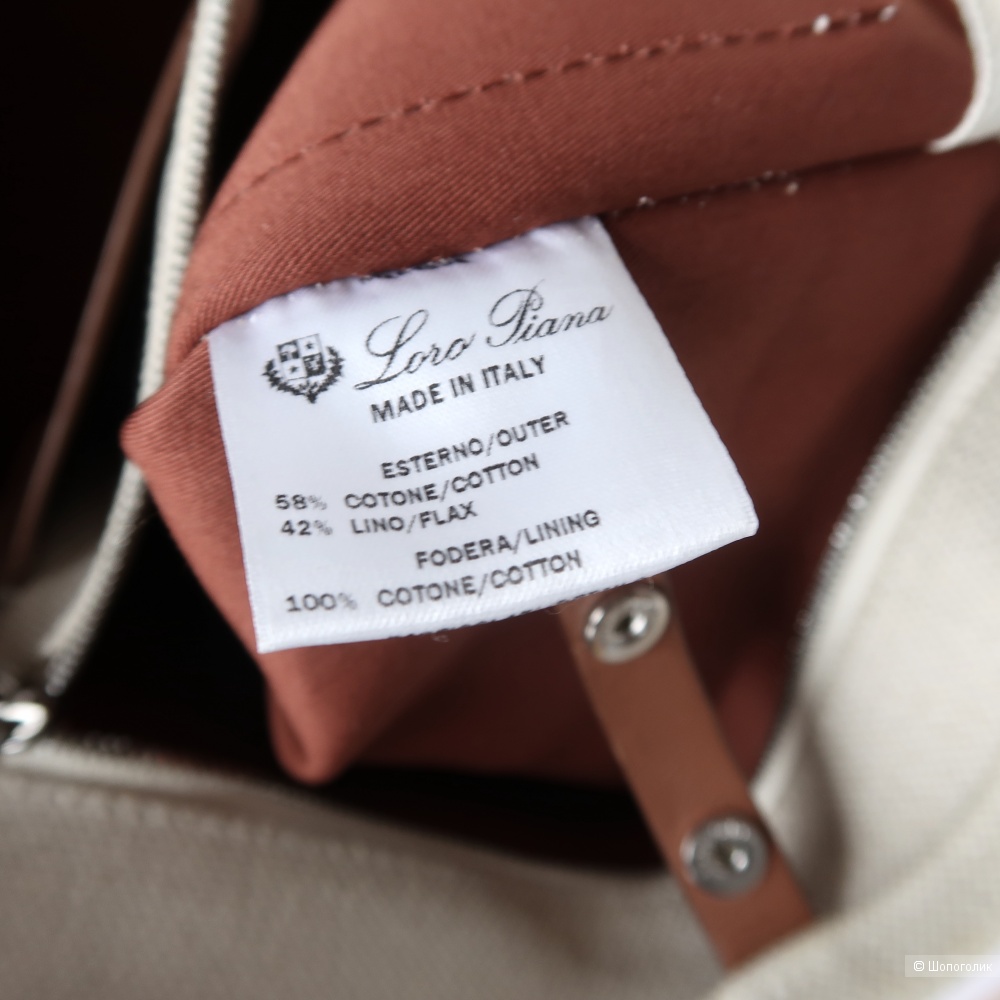 Loro Piana
MADE IN ITALY
ESTERNO/OUTER
58% COTONE/COTTON
42% LINO/FLAX
FODERA/LINING
100% COTONE/COTTON
© Шопоголик